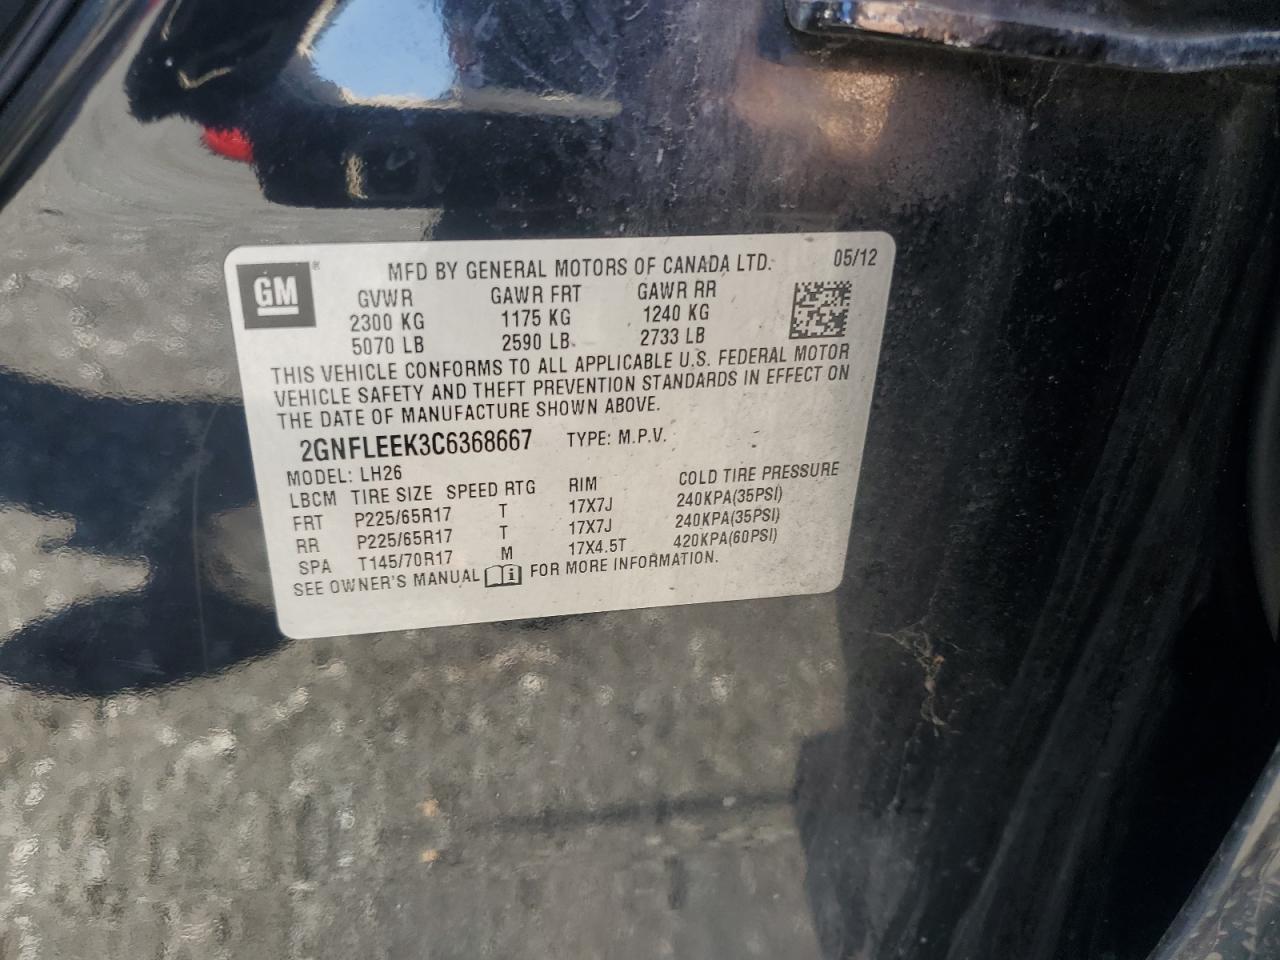 GM ® MFD BY GENERAL MOTORS OF CANADA LTD. 05/12
GVWR GAWR FRT GAWR RR
2300 KG 1175 KG 1240 KG
5070 LB 2590 LB 2733 LB
THIS VEHICLE CONFORMS TO ALL APPLICABLE U.S. FEDERAL MOTOR
VEHICLE SAFETY AND THEFT PREVENTION STANDARDS IN EFFECT ON
THE DATE OF MANUFACTURE SHOWN ABOVE.
2GNFLEEK3C6368667 TYPE: M.P.V.
MODEL: LH26
LBCM TIRE SIZE SPEED RTG RIM COLD TIRE PRESSURE
FRT P225/65R17 T 17X7J 240KPA(35PSI)
RR P225/65R17 T 17X7J 240KPA(35PSI)
SPA T145/70R17 M 17X4.5T 420KPA(60PSI)
SEE OWNER'S MANUAL FOR MORE INFORMATION.